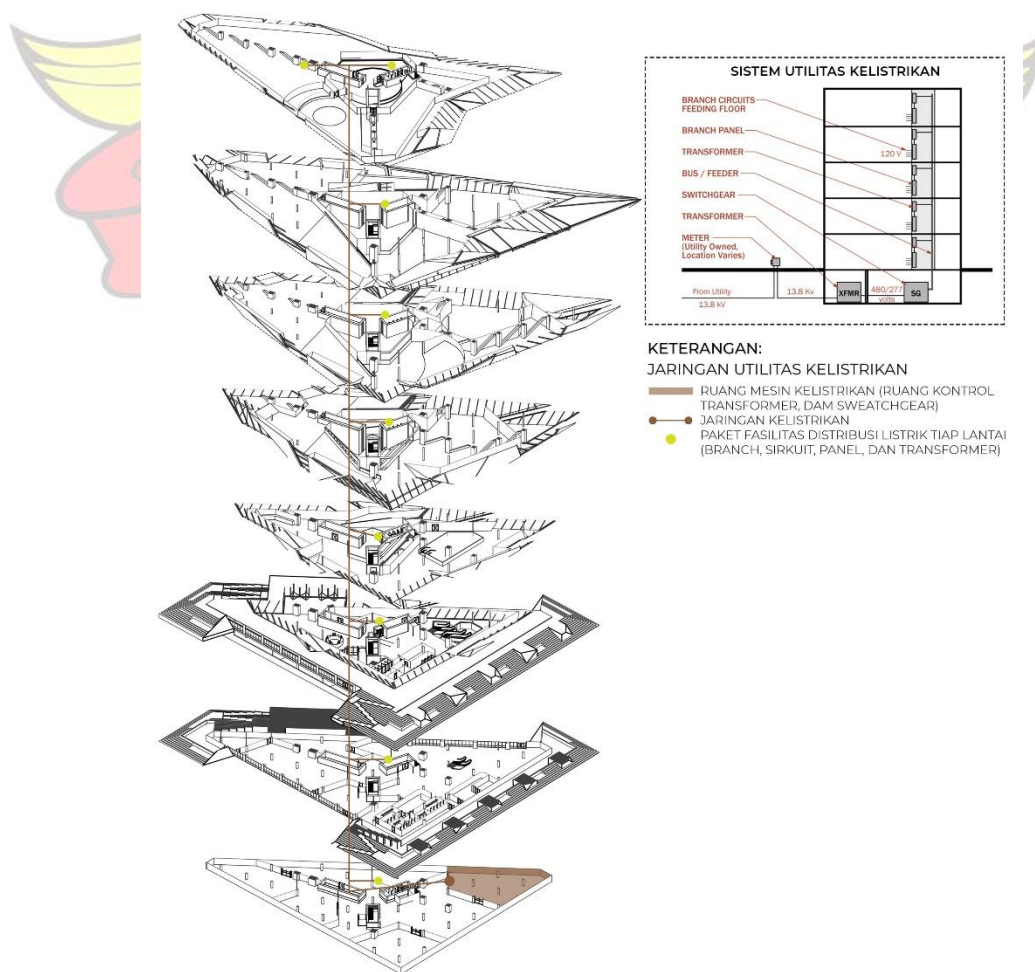 SISTEM UTILITAS KELISTRIKAN
BRANCH CIRCUITS
FEEDING FLOOR
BRANCH PANEL
TRANSFORMER
BUS / FEEDER
SWITCHGEAR
TRANSFORMER
METER
(Utility Owned,
Location Varies)
120 V
From Utility
13.8 kV
13.8 Kv
XFMR
480/277
volts
SG
KETERANGAN:
JARINGAN UTILITAS KELISTRIKAN
RUANG MESIN KELISTRIKAN (RUANG KONTROL
TRANSFORMER, DAM SWEATCHGEAR)
JARINGAN KELISTRIKAN
PAKET FASILITAS DISTRIBUSI LISTRIK TIAP LANTAI
(BRANCH, SIRKUIT, PANEL, DAN TRANSFORMER)